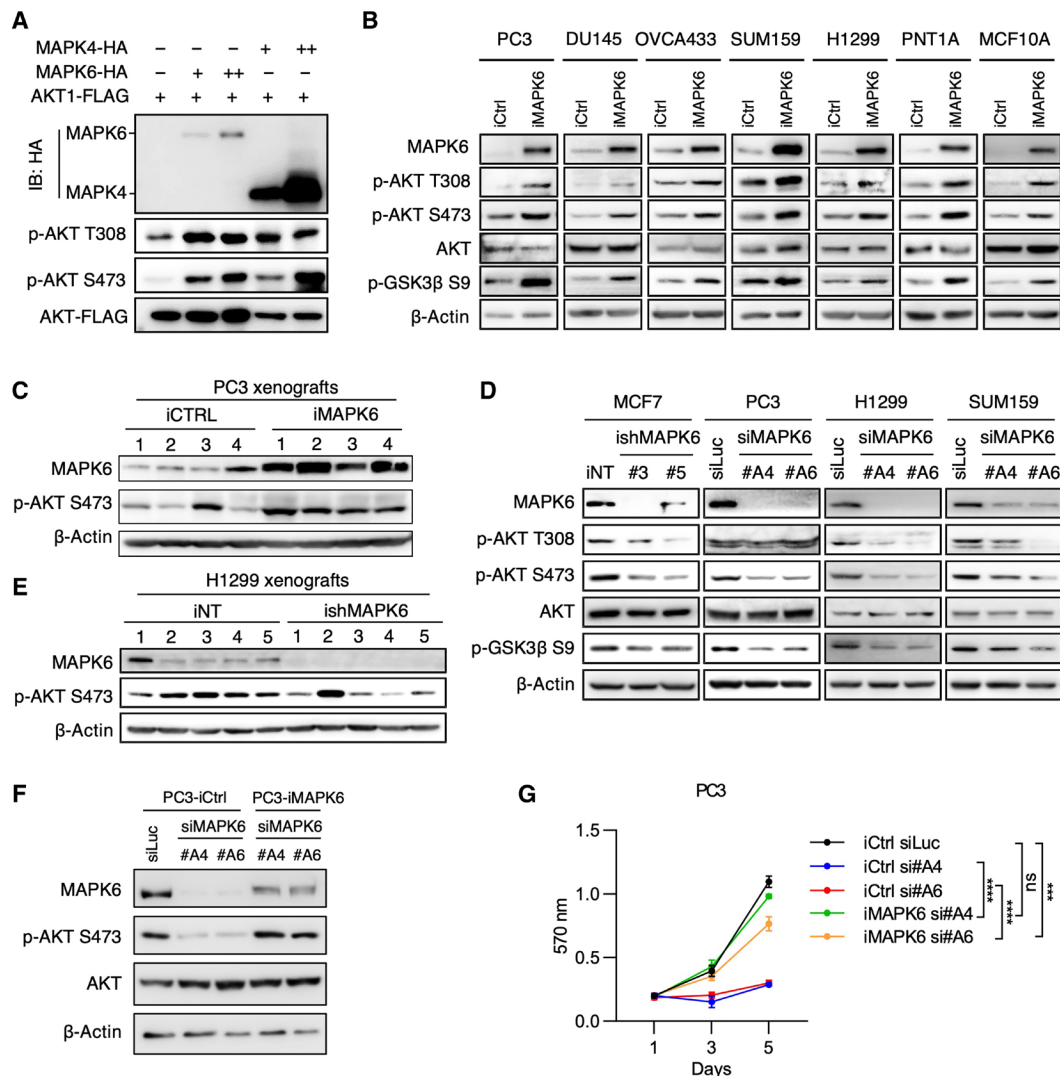 A
MAPK4-HA − − − + ++
MAPK6-HA − + ++ − −
AKT1-FLAG + + + + +
IB: HA
MAPK6
MAPK4
p-AKT T308
p-AKT S473
AKT-FLAG
B
PC3 DU145 OVCA433 SUM159 H1299 PNT1A MCF10A
iCtrl iMAPK6 iCtrl iMAPK6 iCtrl iMAPK6 iCtrl iMAPK6 iCtrl iMAPK6 iCtrl iMAPK6 iCtrl iMAPK6
MAPK6
p-AKT T308
p-AKT S473
AKT
p-GSK3β S9
β-Actin
C
PC3 xenografts
iCTRL iMAPK6
1 2 3 4 1 2 3 4
MAPK6
p-AKT S473
β-Actin
D
MCF7 PC3 H1299 SUM159
ishMAPK6 siMAPK6 siMAPK6 siMAPK6
iNT #3 #5 siLuc #A4 #A6 siLuc #A4 #A6 siLuc #A4 #A6
MAPK6
p-AKT T308
p-AKT S473
AKT
p-GSK3β S9
β-Actin
E
H1299 xenografts
iNT ishMAPK6
1 2 3 4 5 1 2 3 4 5
MAPK6
p-AKT S473
β-Actin
F
PC3-iCtrl PC3-iMAPK6
siMAPK6 siMAPK6
siLuc #A4 #A6 #A4 #A6
MAPK6
p-AKT S473
AKT
β-Actin
G
PC3
570 nm
1.5
1.0
0.5
0.0
1 3 5
Days
iCtrl siLuc
iCtrl si#A4
iCtrl si#A6
iMAPK6 si#A4
iMAPK6 si#A6
****
****
ns
***